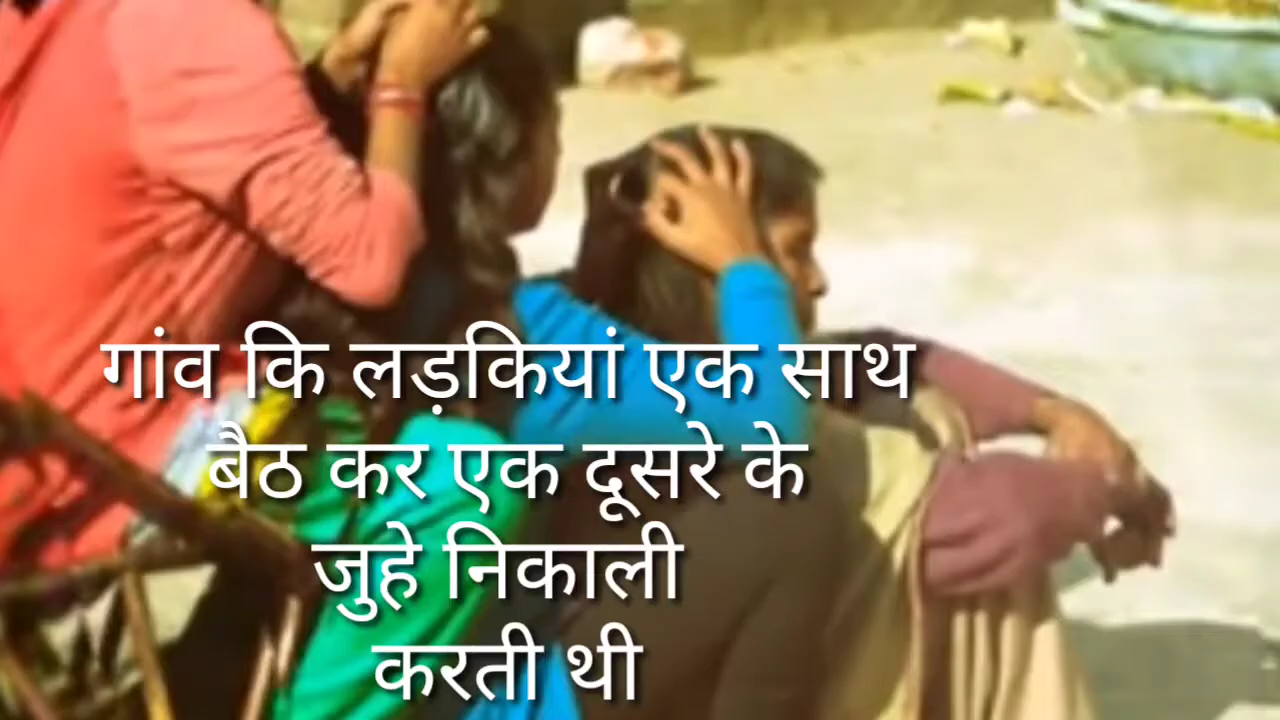 गांव कि लड़कियां एक साथ
बैठ कर एक दूसरे के
जुहे निकाली
करती थी